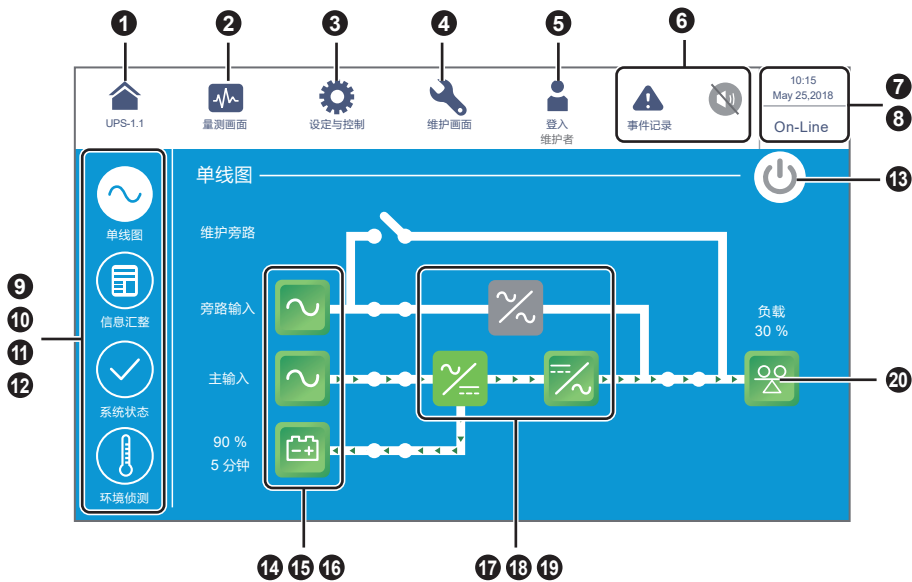 1
2
3
4
5
6
10:15
May 25,2018
7
8
On-Line
UPS-1.1
量测画面
设定与控制
维护画面
登入
维护者
事件记录
单线图
13
单线图
维护旁路
信息汇整
旁路输入
负载
30 %
9
10
11
12
主输入
20
系统状态
90 %
5 分钟
环境侦测
14 15 16
17 18 19